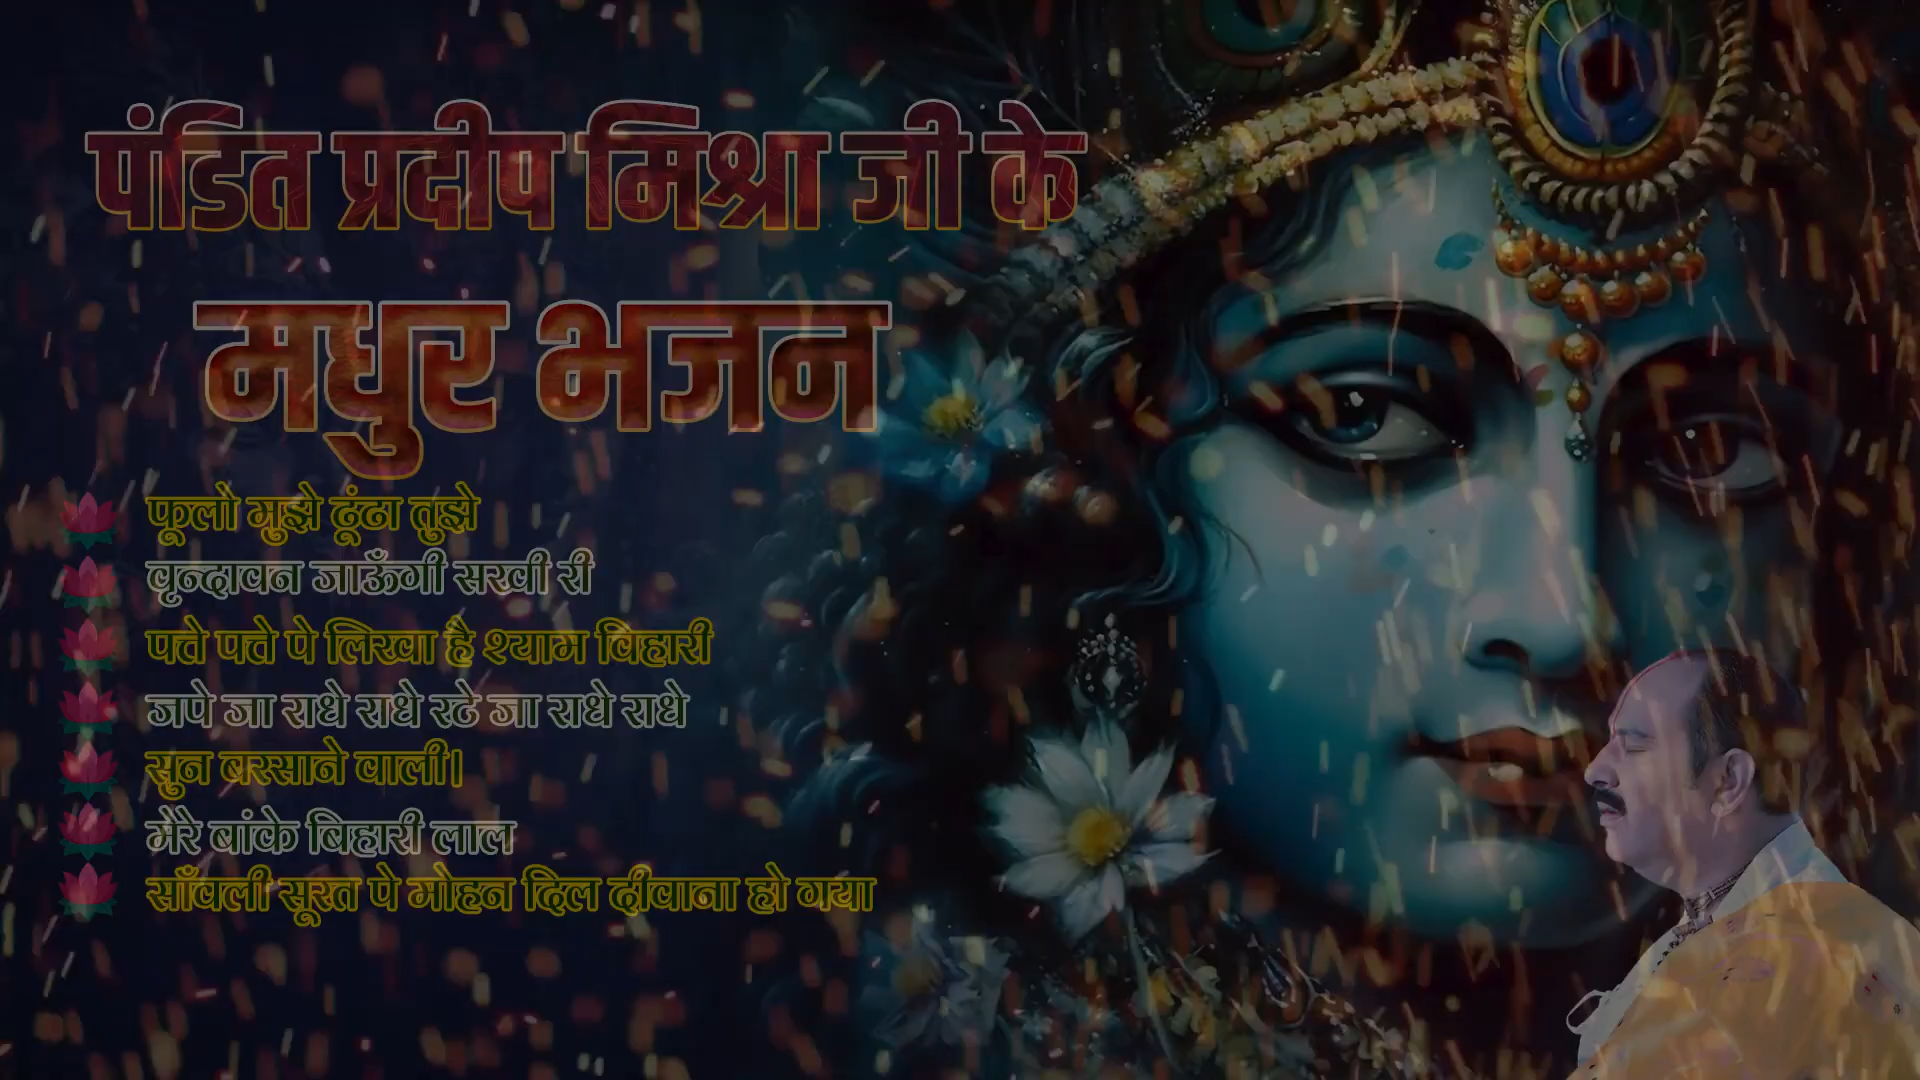 पंडित प्रदीप मिश्रा जी के
मधुर भजन
फूलो मुझे ढूंढा तुझे
वृन्दावन जाऊँगी सखी री
पत्ते पत्ते पे लिखा है श्याम बिहारी
जपे जा राधे राधे रटे जा राधे राधे
सुन बरसाने वाली।
मेरे बांके बिहारी लाल
साँवली सूरत पे मोहन दिल दीवाना हो गया